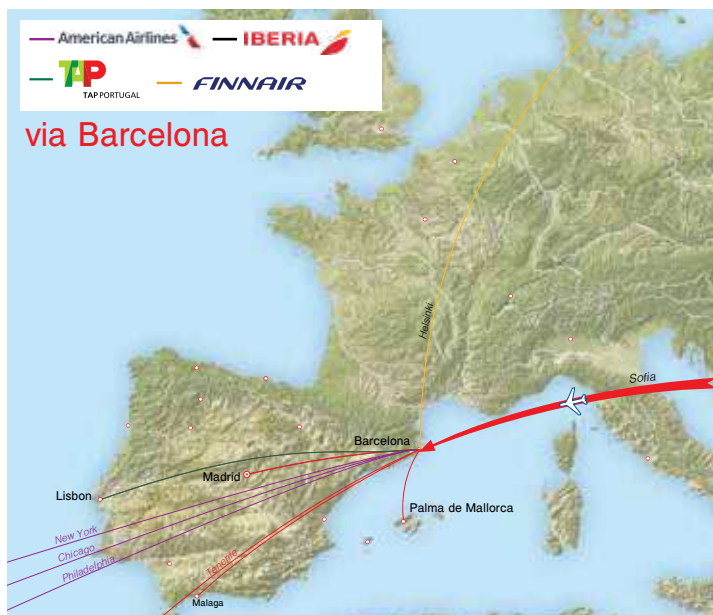 American Airlines
IBERIA
TAP
TAP PORTUGAL
FINNAIR
via Barcelona
Helsinki
Sofia
Barcelona
Madrid
Lisbon
Palma de Mallorca
New York
Chicago
Philadelphia
Tenerife
Malaga